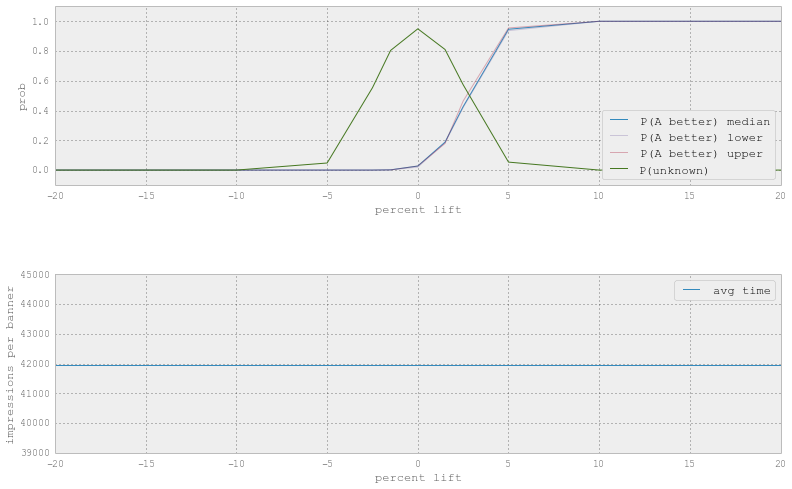 1.0
0.8
0.6
0.4
0.2
0.0
prob
P(A better) median
P(A better) lower
P(A better) upper
P(unknown)
−20 −15 −10 −5 0 5 10 15 20
percent lift
45000
44000
43000
42000
41000
40000
39000
impressions per banner
avg time
−20 −15 −10 −5 0 5 10 15 20
percent lift